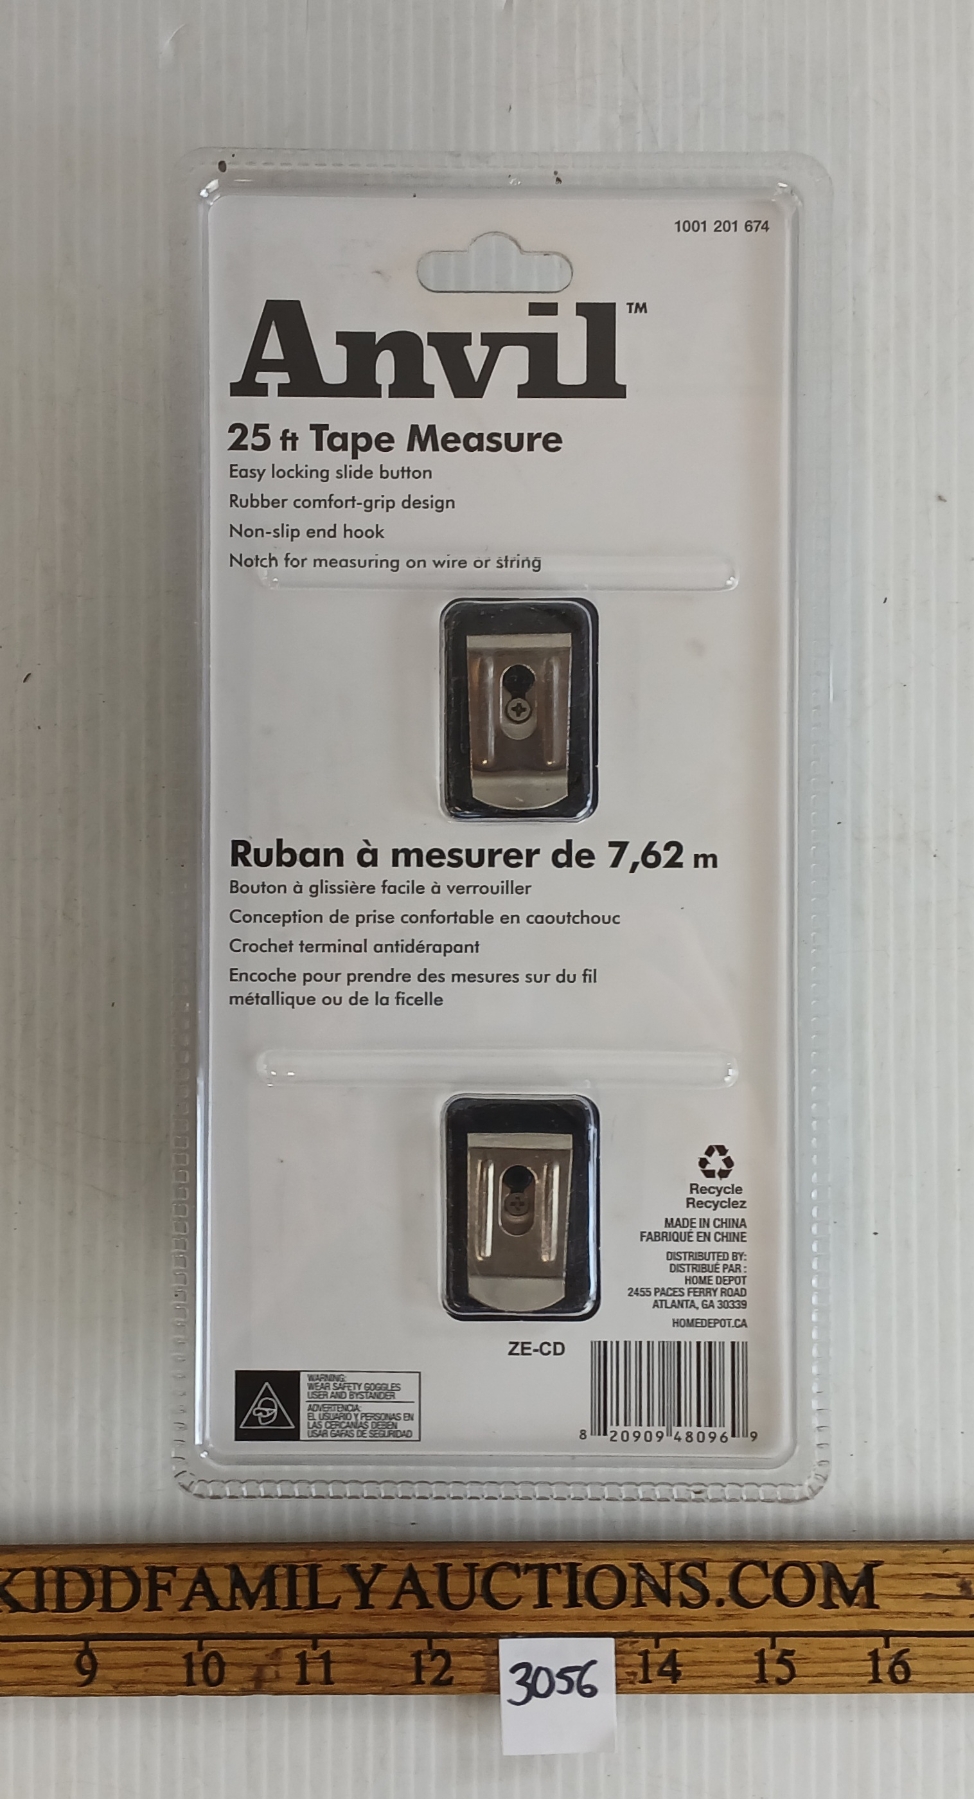 1001 201 674
Anvil™
25 ft Tape Measure
Easy locking slide button
Rubber comfort-grip design
Non-slip end hook
Notch for measuring on wire or string
Ruban à mesurer de 7,62 m
Bouton à glissière facile à verrouiller
Conception de prise confortable en caoutchouc
Crochet terminal antidérapant
Encoche pour prendre des mesures sur du fil
métallique ou de la ficelle
Recycle
Recyclez
MADE IN CHINA
FABRIQUÉ EN CHINE
DISTRIBUTED BY:
DISTRIBUÉ PAR :
HOME DEPOT
2455 PACES FERRY ROAD
ATLANTA, GA 30339
HOMEDEPOT.CA
ZE-CD
WARNING:
WEAR SAFETY GOGGLES
USER AND BYSTANDER
ADVERTENCIA:
EL USUARIO Y PERSONAS EN
LAS CERCANÍAS DEBEN
USAR GAFAS DE SEGURIDAD
8 20909 48096 9
KIDDFAMILYAUCTIONS.COM
9 10 11 12 14 15 16
3056